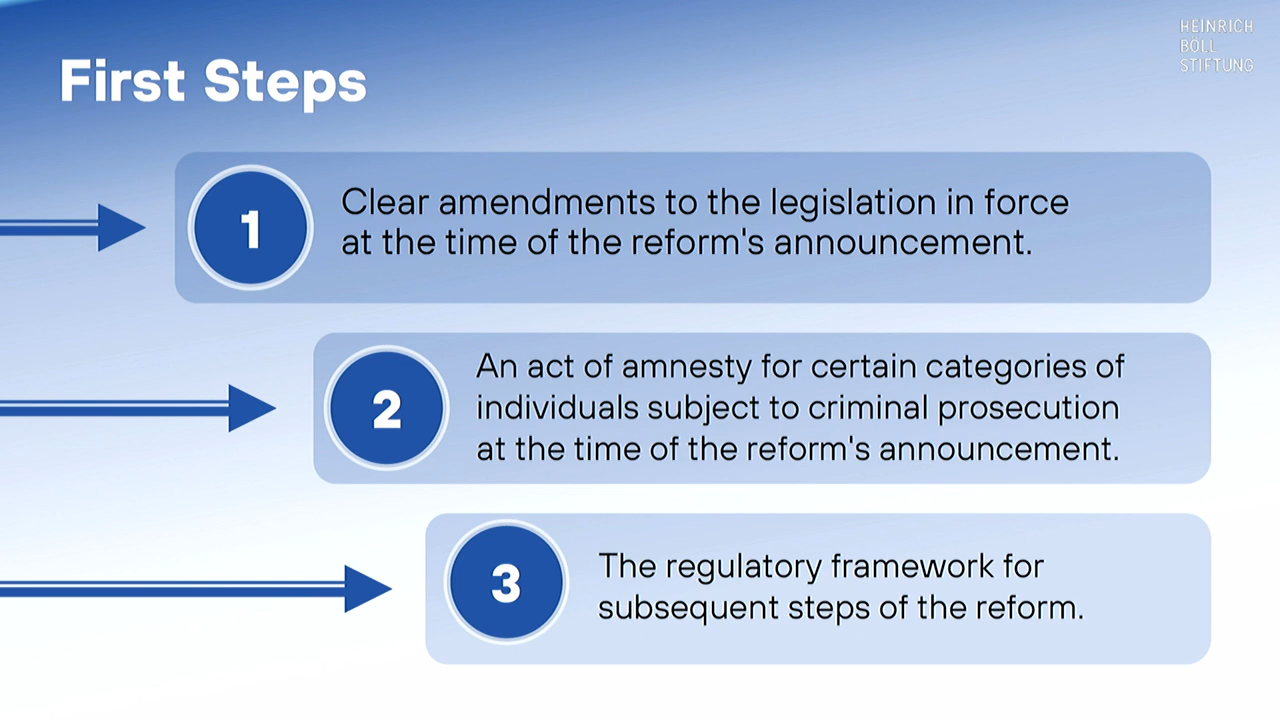 HEINRICH
BÖLL
STIFTUNG
First Steps
1
Clear amendments to the legislation in force
at the time of the reform's announcement.
2
An act of amnesty for certain categories of
individuals subject to criminal prosecution
at the time of the reform's announcement.
3
The regulatory framework for
subsequent steps of the reform.